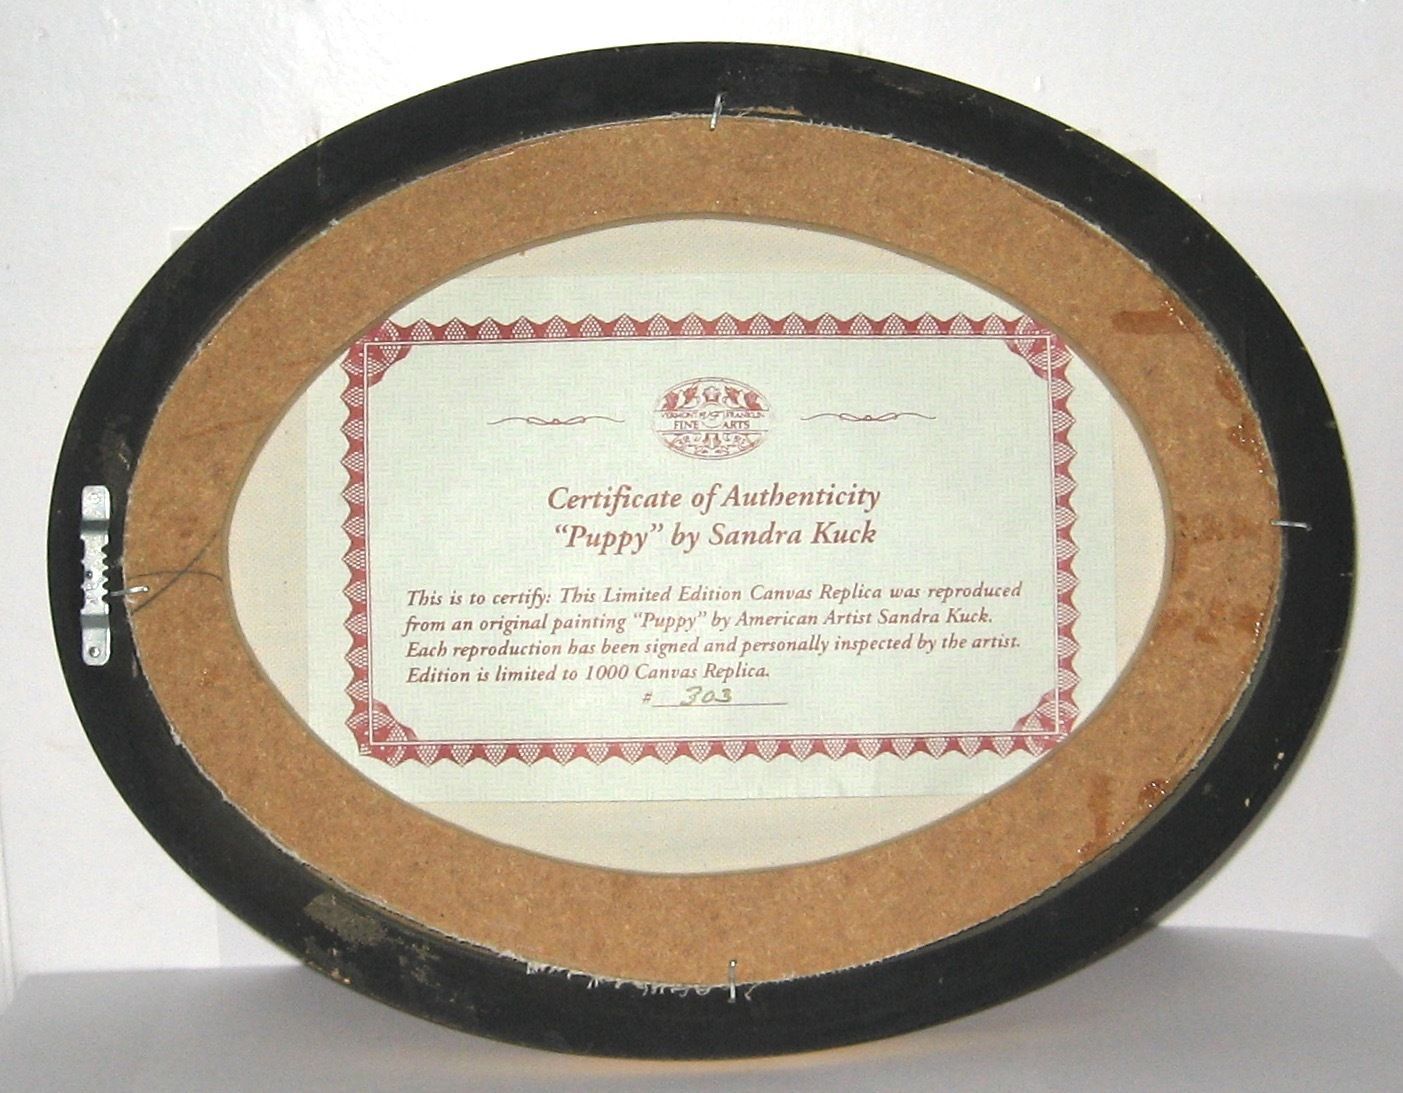 VERMONT FRANKLIN
FINE ARTS
Certificate of Authenticity
“Puppy” by Sandra Kuck
This is to certify: This Limited Edition Canvas Replica was reproduced
from an original painting “Puppy” by American Artist Sandra Kuck.
Each reproduction has been signed and personally inspected by the artist.
Edition is limited to 1000 Canvas Replica.
# 303